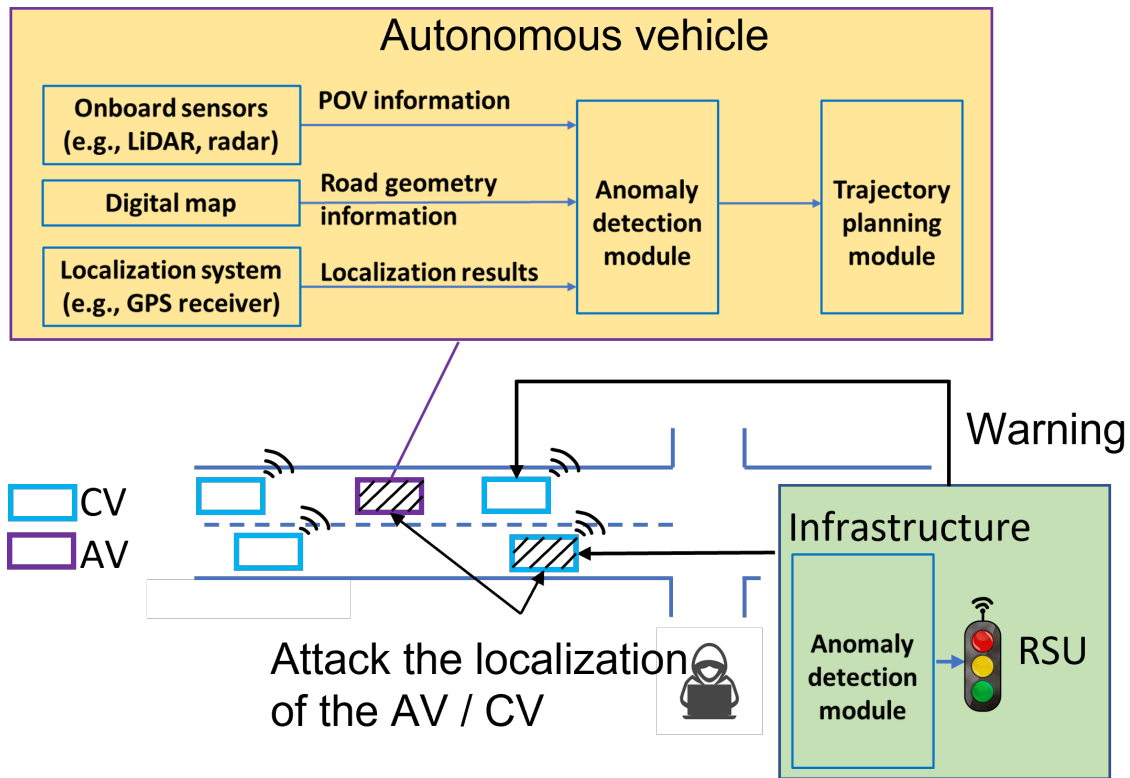 Autonomous vehicle
Onboard sensors
(e.g., LiDAR, radar)
POV information
Digital map
Road geometry
information
Localization system
(e.g., GPS receiver)
Localization results
Anomaly
detection
module
Trajectory
planning
module
Warning
CV
AV
Attack the localization
of the AV / CV
Infrastructure
Anomaly
detection
module
RSU